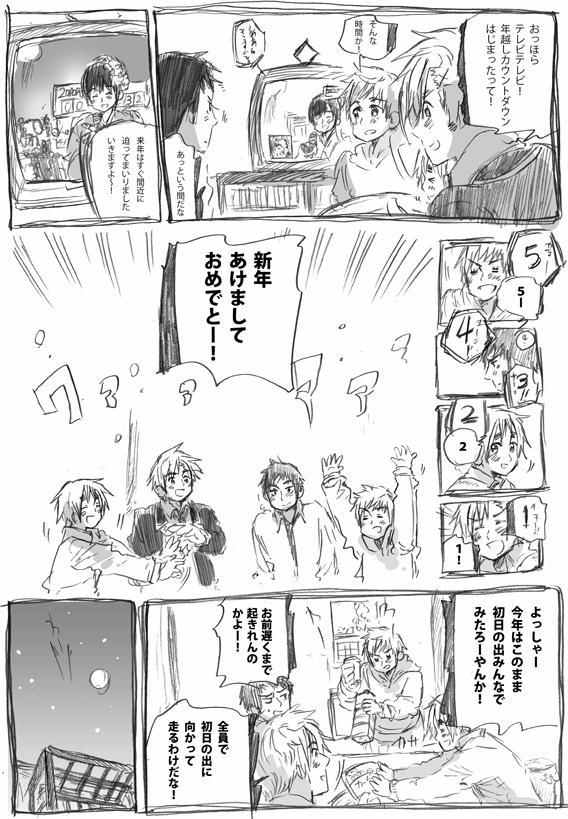 おっぽら
テレビテレビ！
年越しカウントダウン
はじまったって！
そんな
時間か！
あっという間だな
来年はすぐ間近に
迫ってまいりました
いきますよ〜！
5
5ー
4
3
2
2
1
1！
新年
あけまして
おめでとー！
ワァァァ
よっしゃー
今年はこのまま
初日の出みんなで
みたろーやんか！
お前遅くまで
起きれんの
かよー！
全員で
初日の出に
向かって
走るわけだな！